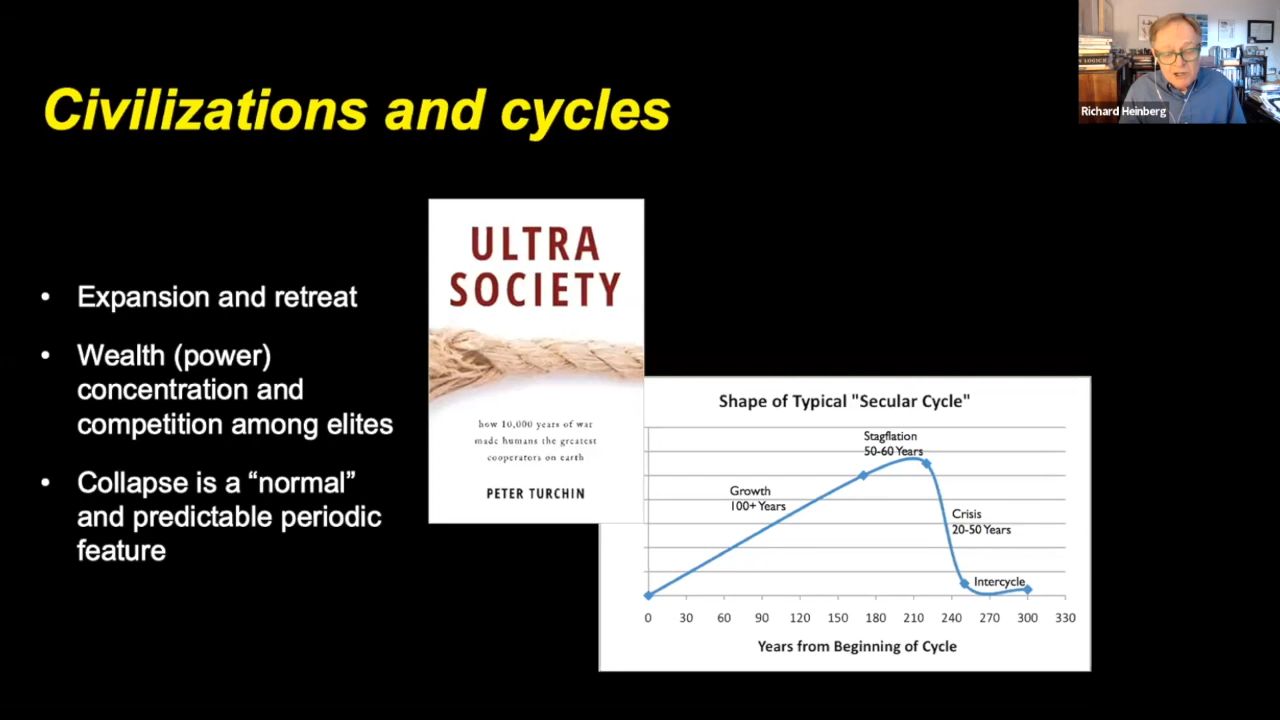 Civilizations and cycles
Richard Heinberg
• Expansion and retreat
• Wealth (power)
concentration and
competition among elites
• Collapse is a “normal”
and predictable periodic
feature
ULTRA
SOCIETY
how 10,000 years of war
made humans the greatest
cooperators on earth
PETER TURCHIN
Shape of Typical "Secular Cycle"
Stagflation
50-60 Years
Growth
100+ Years
Crisis
20-50 Years
Intercycle
0 30 60 90 120 150 180 210 240 270 300 330
Years from Beginning of Cycle